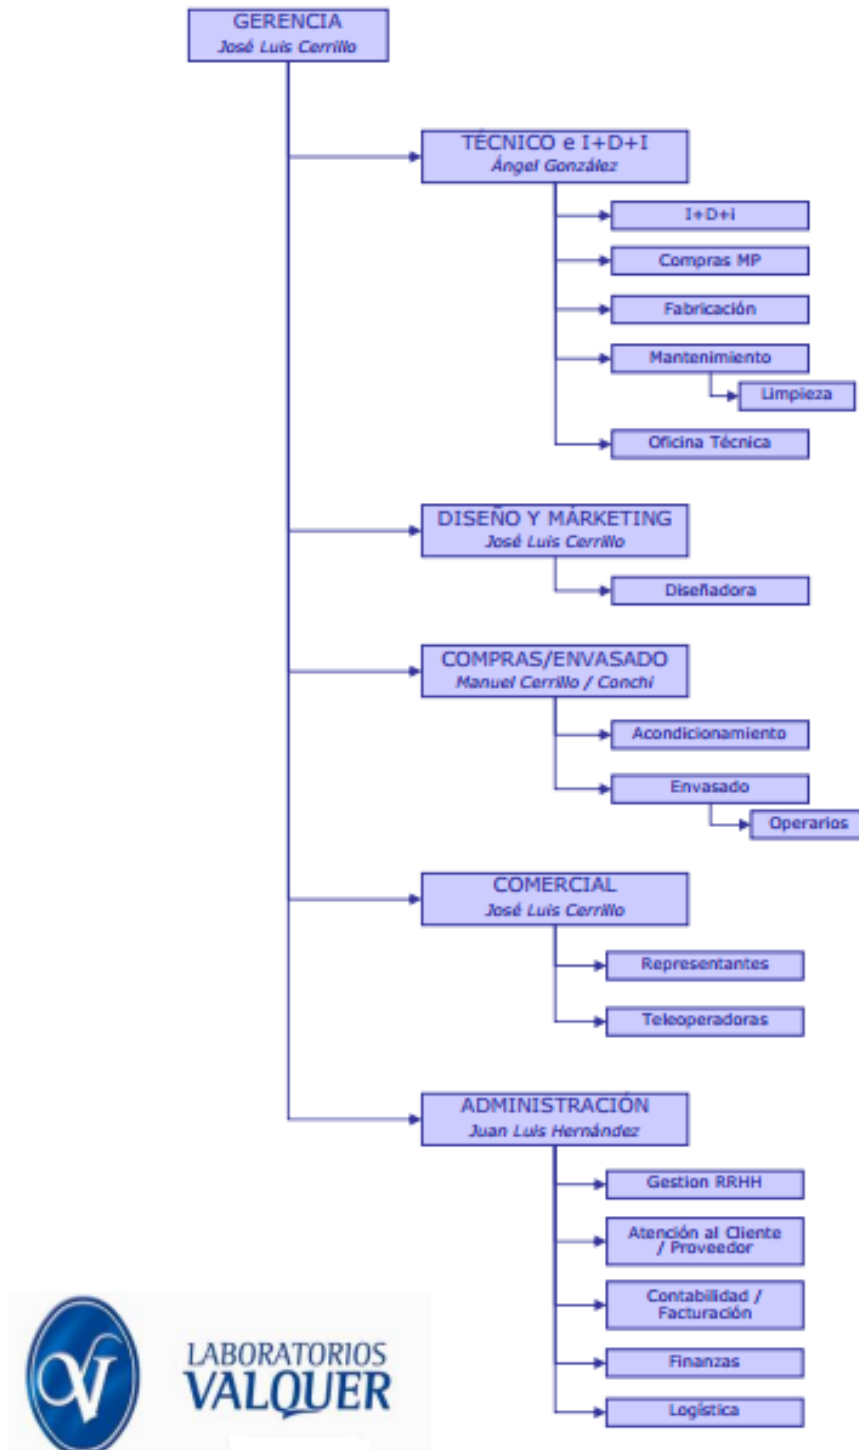 GERENCIA
José Luis Cerrillo
TÉCNICO e I+D+I
Ángel González
I+D+i
Compras MP
Fabricación
Mantenimiento
Limpieza
Oficina Técnica
DISEÑO Y MÁRKETING
José Luis Cerrillo
Diseñadora
COMPRAS/ENVASADO
Manuel Cerrillo / Conchi
Acondicionamiento
Envasado
Operarios
COMERCIAL
José Luis Cerrillo
Representantes
Teleoperadoras
ADMINISTRACIÓN
Juan Luis Hernández
Gestion RRHH
Atención al Cliente
/ Proveedor
Contabilidad /
Facturación
Finanzas
Logística
V
LABORATORIOS
VALQUER